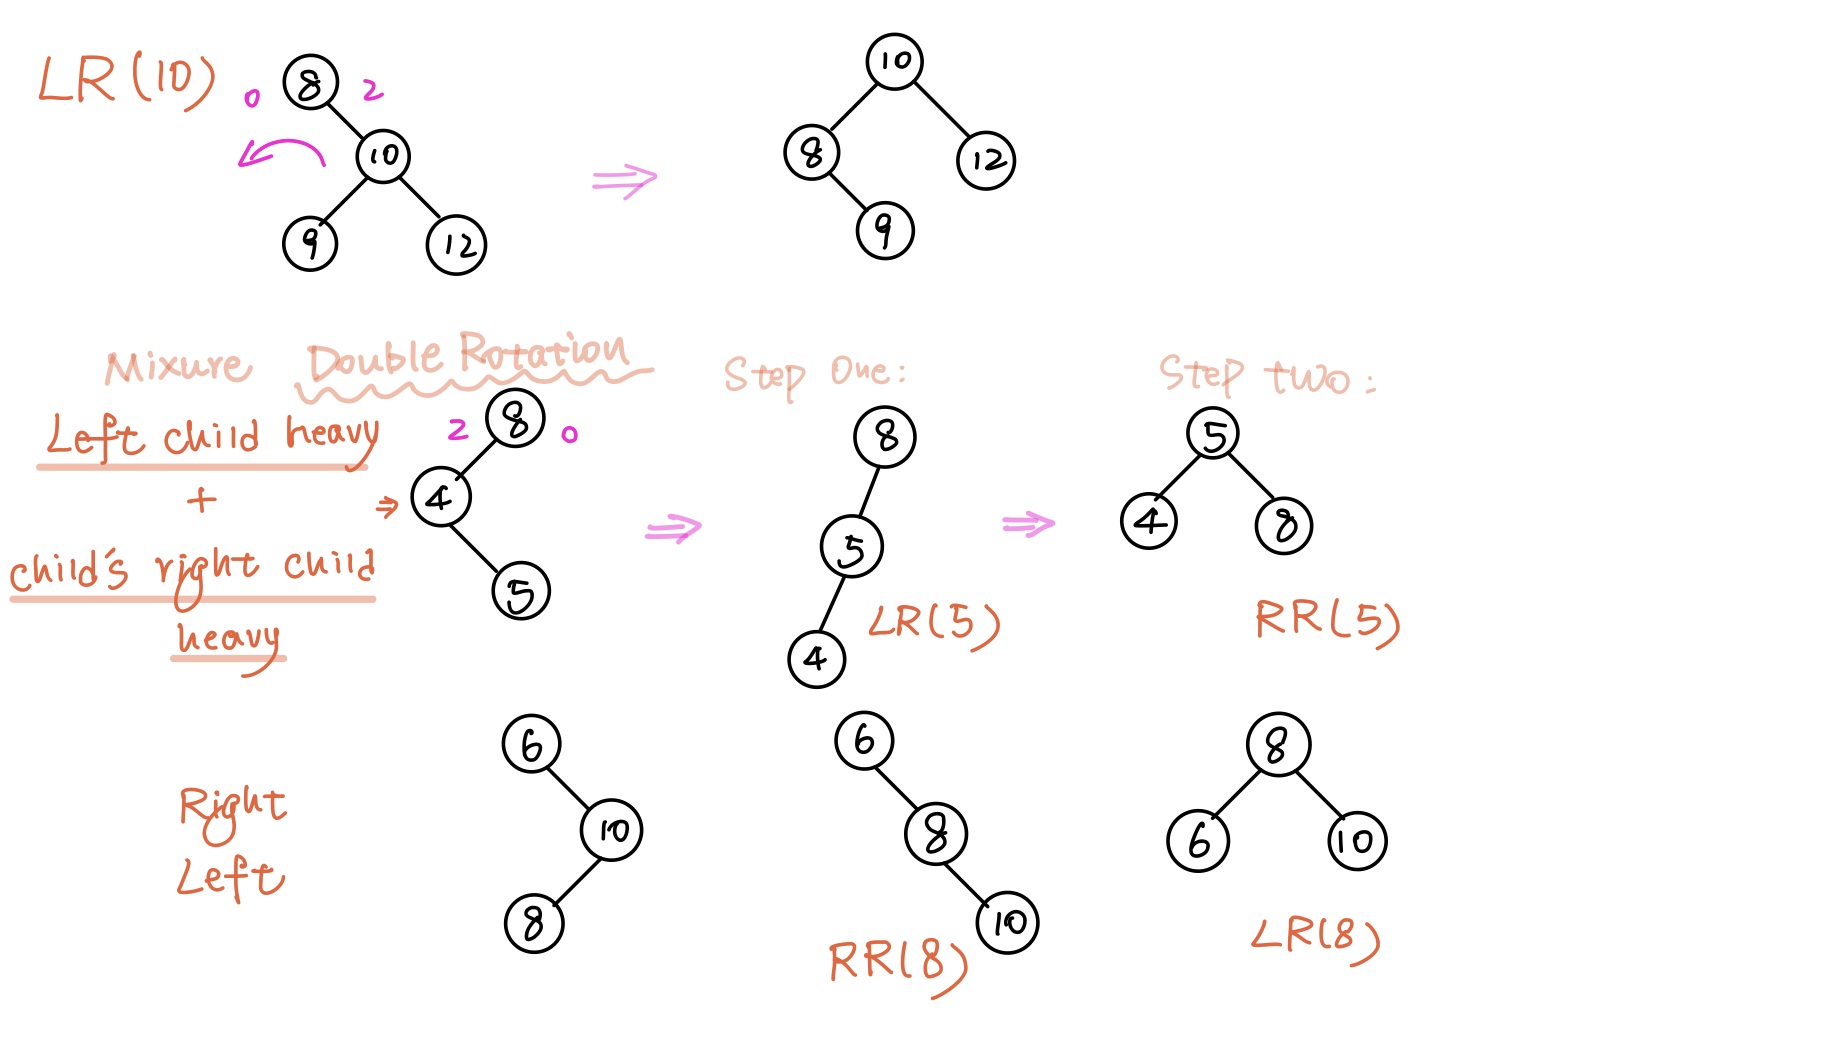 LR(10)
0 8 2
10
9 12
10
8 12
9
Mixure Double Rotation
Left child heavy
+
child's right child
heavy
⇒
2 8 0
4
5
Step One:
8
5
4
LR(5)
Step two:
5
4 8
RR(5)
Right
Left
6
10
8
6
8
10
RR(8)
8
6 10
LR(8)